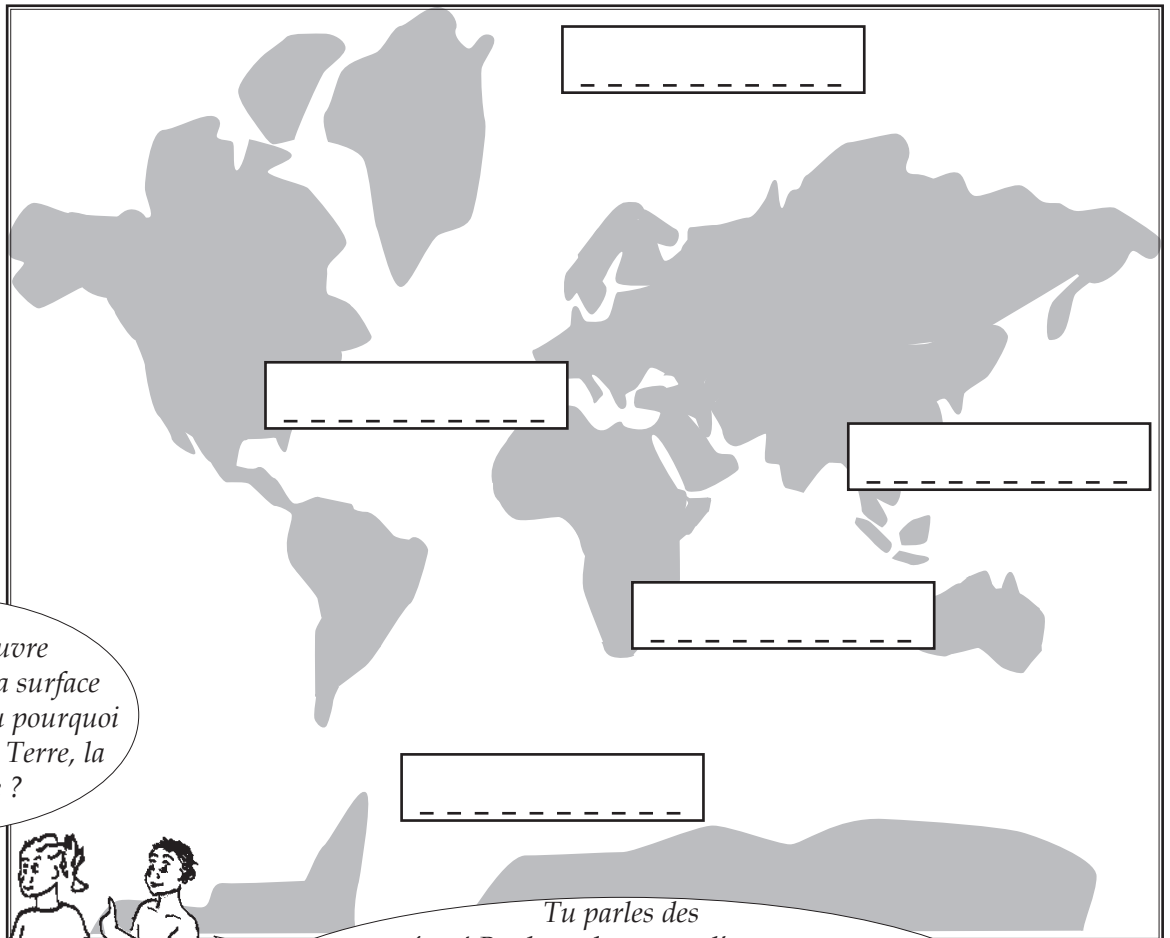 uvre
a surface
u pourquoi
Terre, la
?
Tu parles des